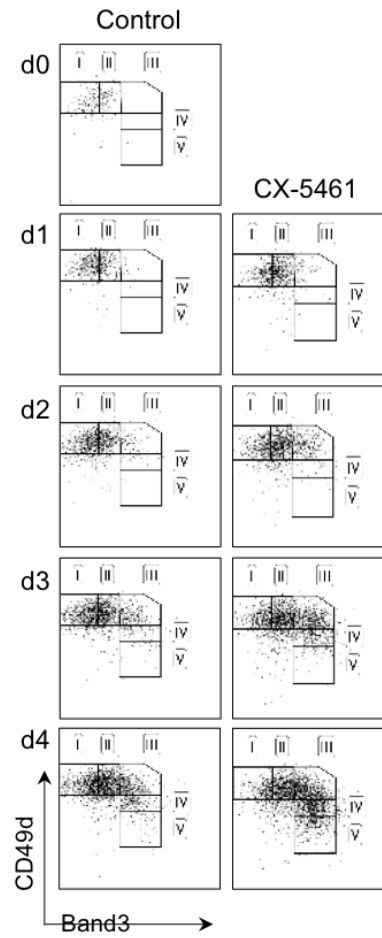 Control
d0
I II III
IV
V
CX-5461
d1
I II III
IV
V
I II III
IV
V
d2
I II III
IV
V
I II III
IV
V
d3
I II III
IV
V
I II III
IV
V
d4
I II III
IV
V
I II III
IV
V
CD49d
Band3